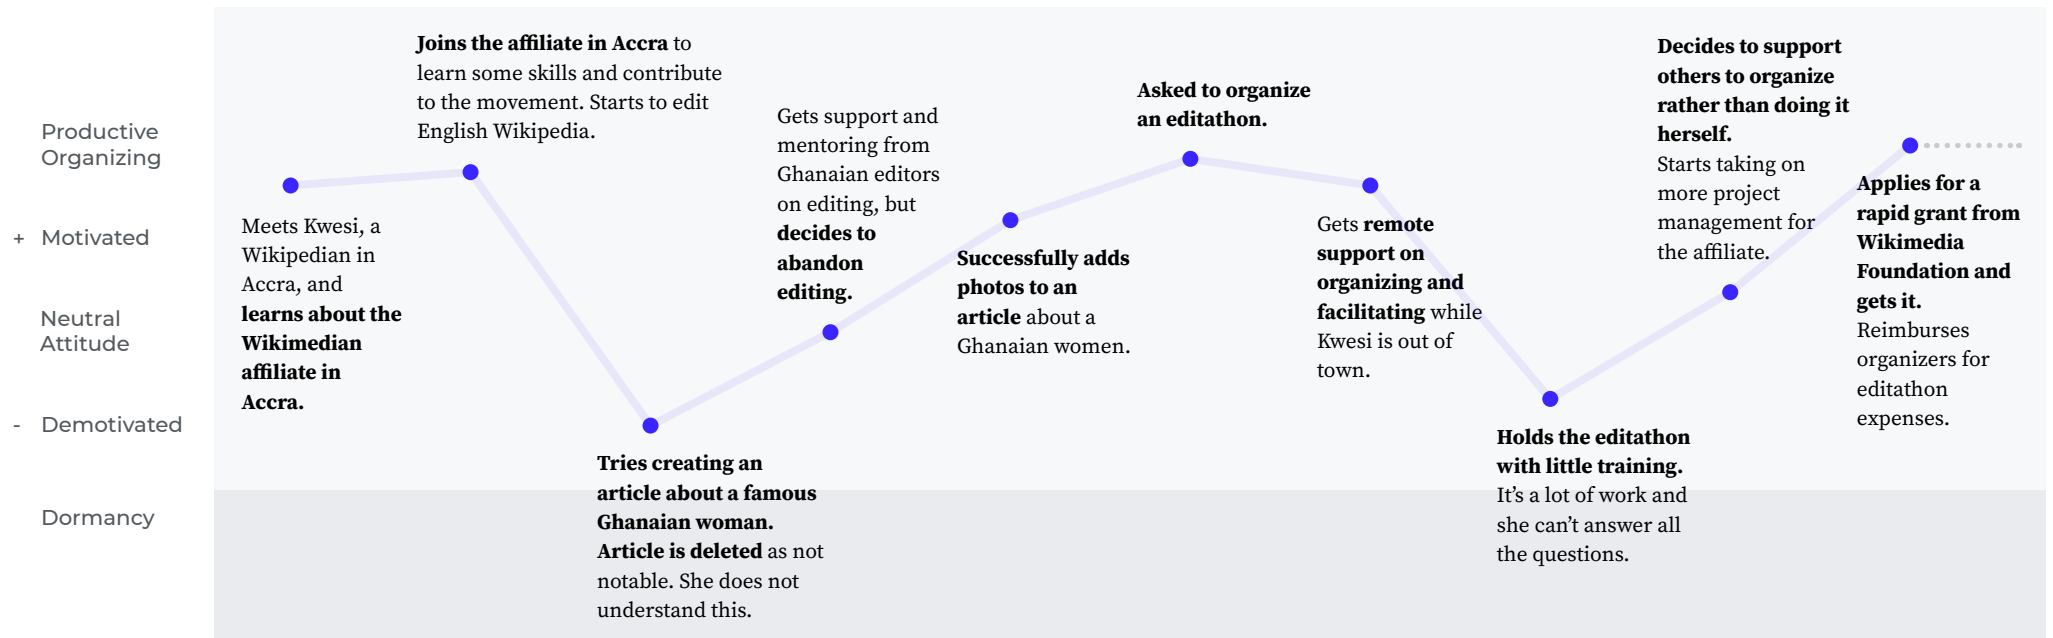 Productive
Organizing
+ Motivated
Neutral
Attitude
- Demotivated
Dormancy
Meets Kwesi, a
Wikipedian in
Accra, and
learns about the
Wikimedian
affiliate in
Accra.
Joins the affiliate in Accra to
learn some skills and contribute
to the movement. Starts to edit
English Wikipedia.
Tries creating an
article about a famous
Ghanaian woman.
Article is deleted as not
notable. She does not
understand this.
Gets support and
mentoring from
Ghanaian editors
on editing, but
decides to
abandon
editing.
Successfully adds
photos to an
article about a
Ghanaian women.
Asked to organize
an editathon.
Gets remote
support on
organizing and
facilitating while
Kwesi is out of
town.
Holds the editathon
with little training.
It’s a lot of work and
she can’t answer all
the questions.
Decides to support
others to organize
rather than doing it
herself.
Starts taking on
more project
management for
the affiliate.
Applies for a
rapid grant from
Wikimedia
Foundation and
gets it.
Reimburses
organizers for
editathon
expenses.